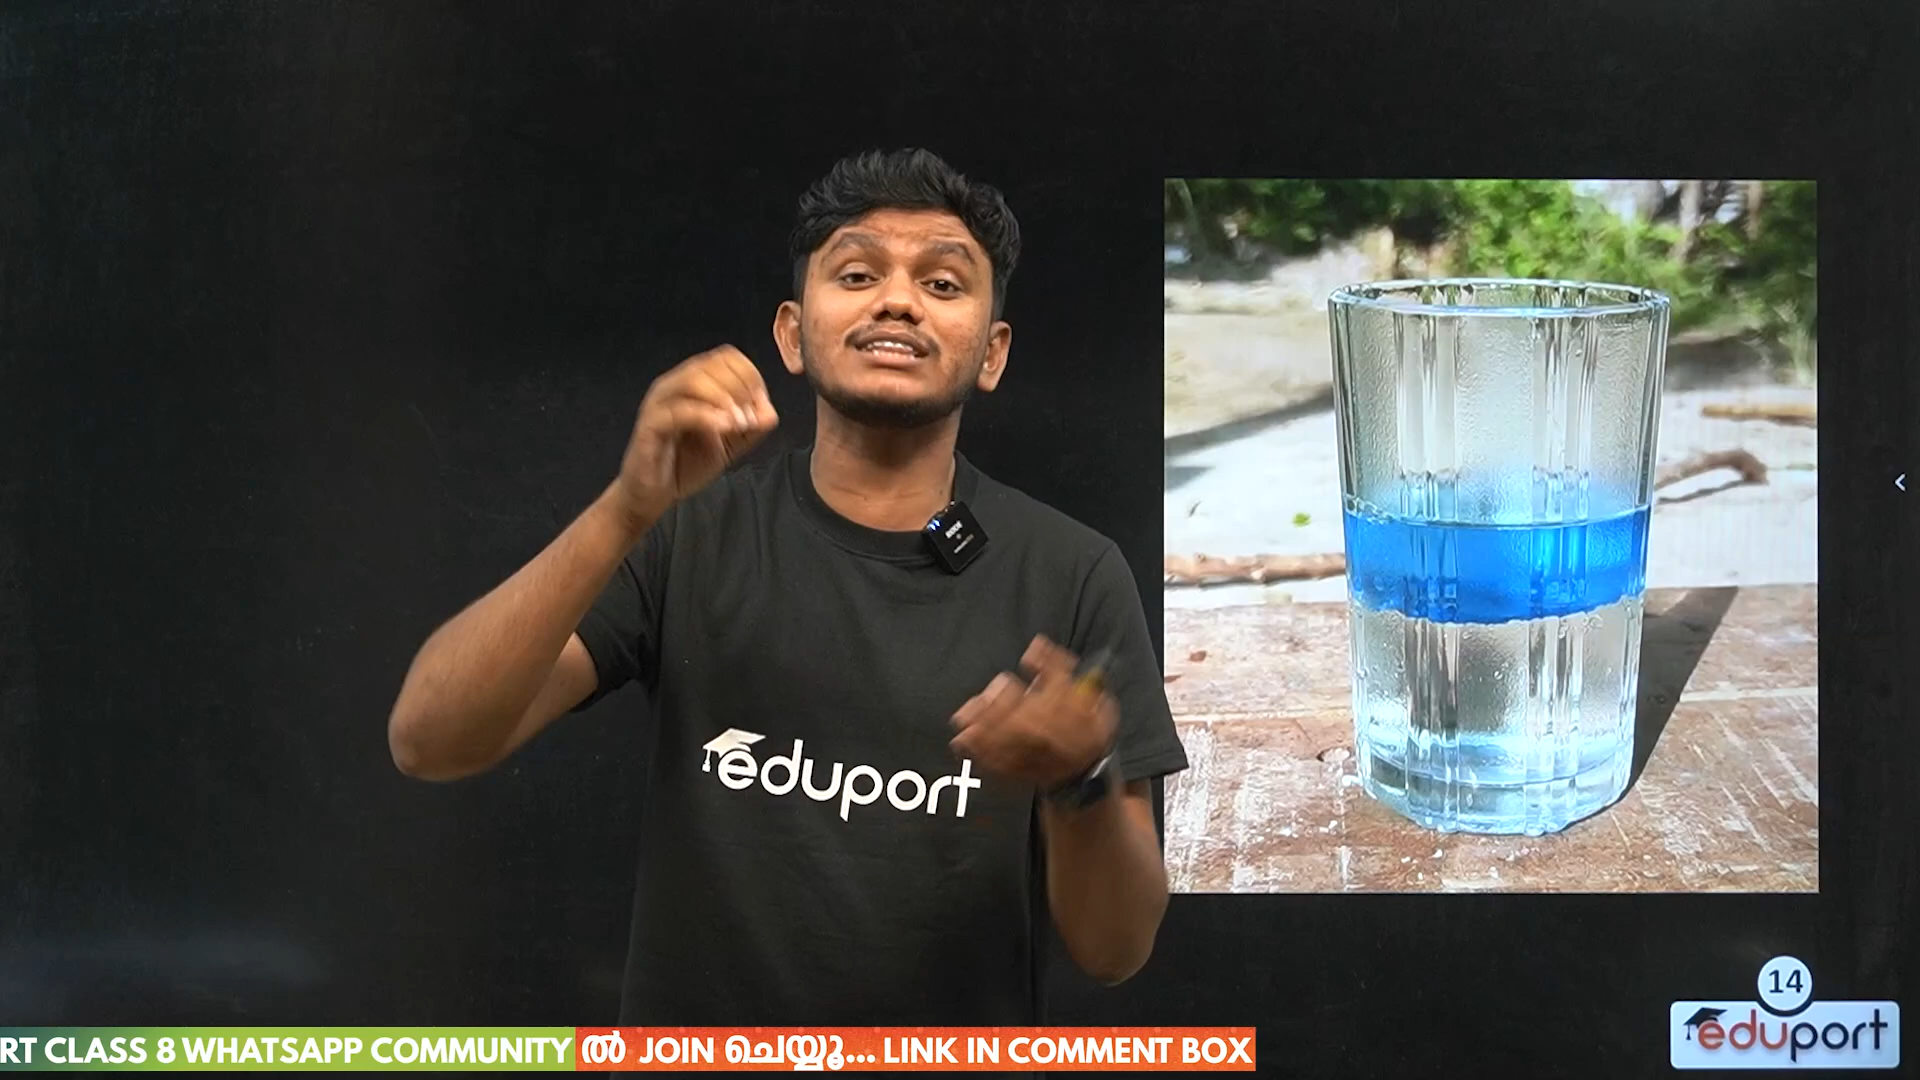 eduport
14
eduport
RT CLASS 8 WHATSAPP COMMUNITY ൽ JOIN ചെയ്യൂ... LINK IN COMMENT BOX